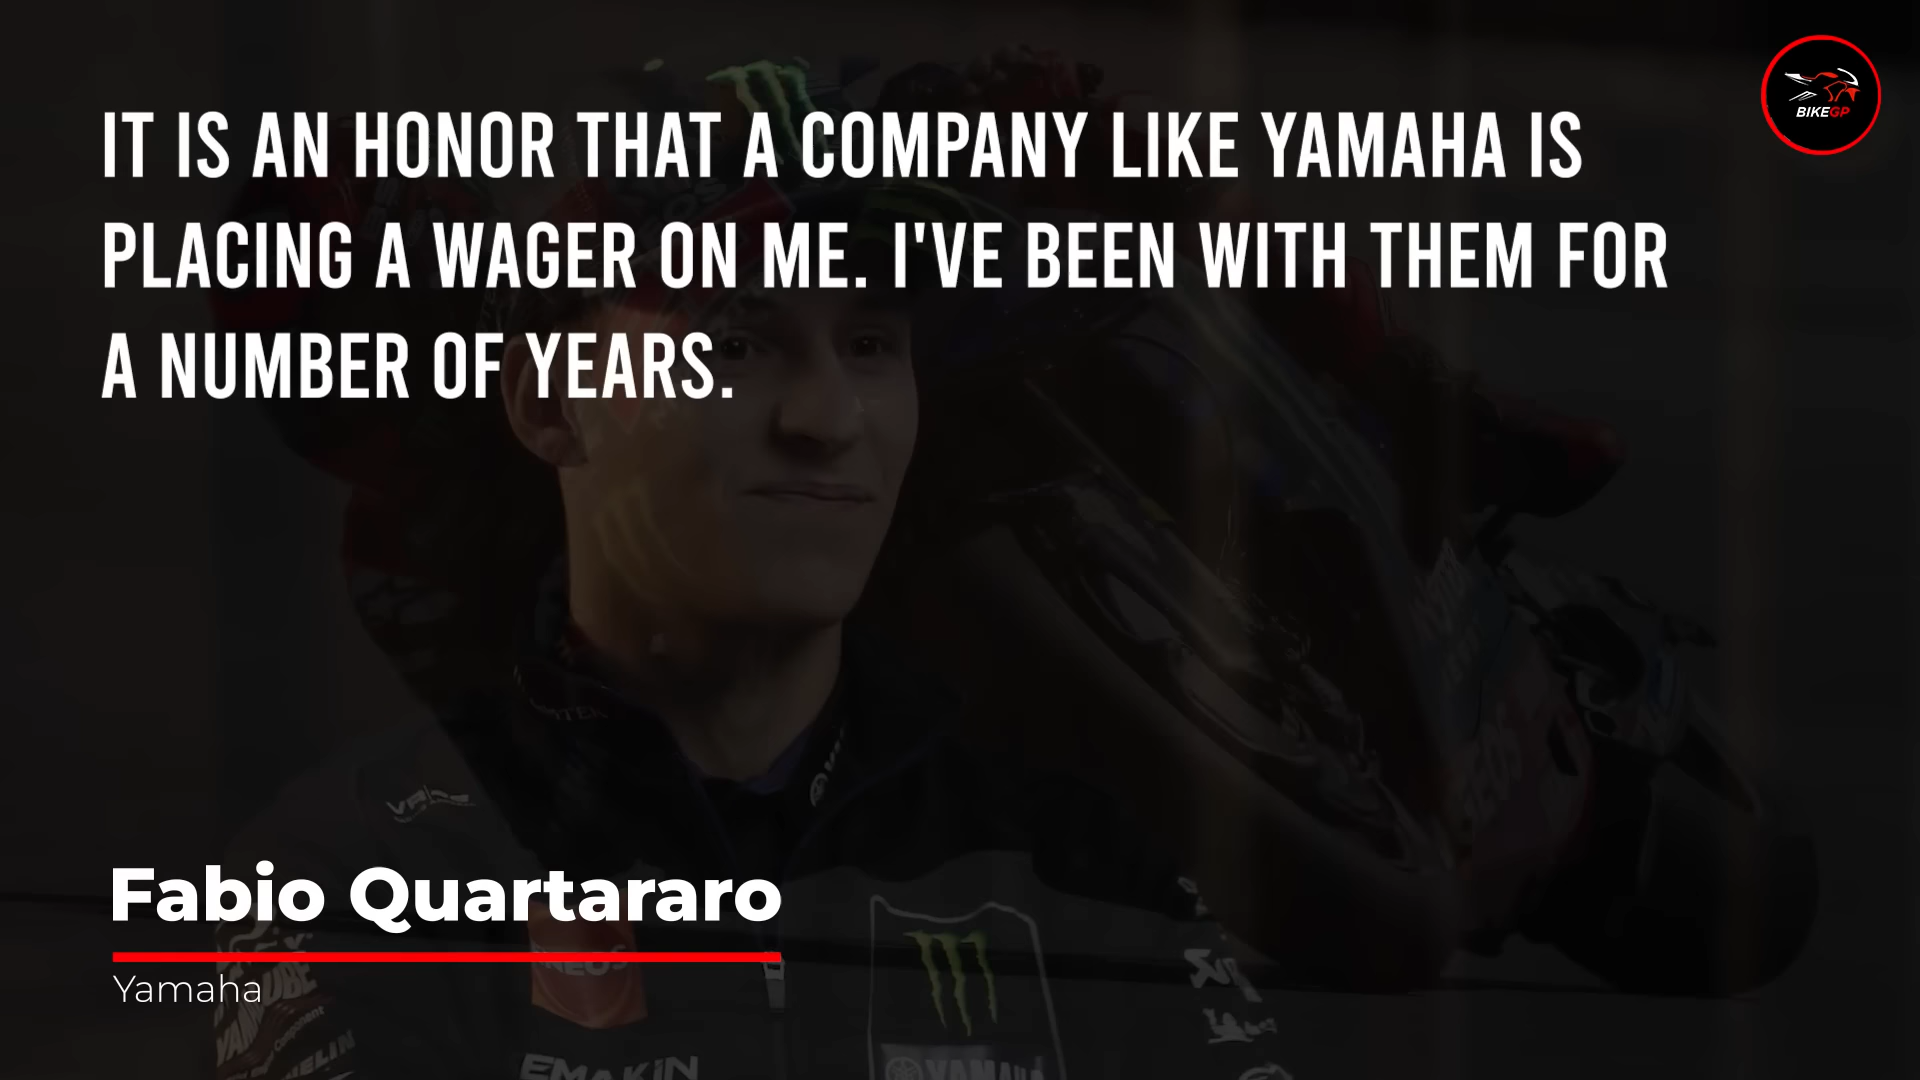 IT IS AN HONOR THAT A COMPANY LIKE YAMAHA IS
PLACING A WAGER ON ME. I'VE BEEN WITH THEM FOR
A NUMBER OF YEARS.
BIKEGP
Fabio Quartararo
Yamaha
YAMAHA